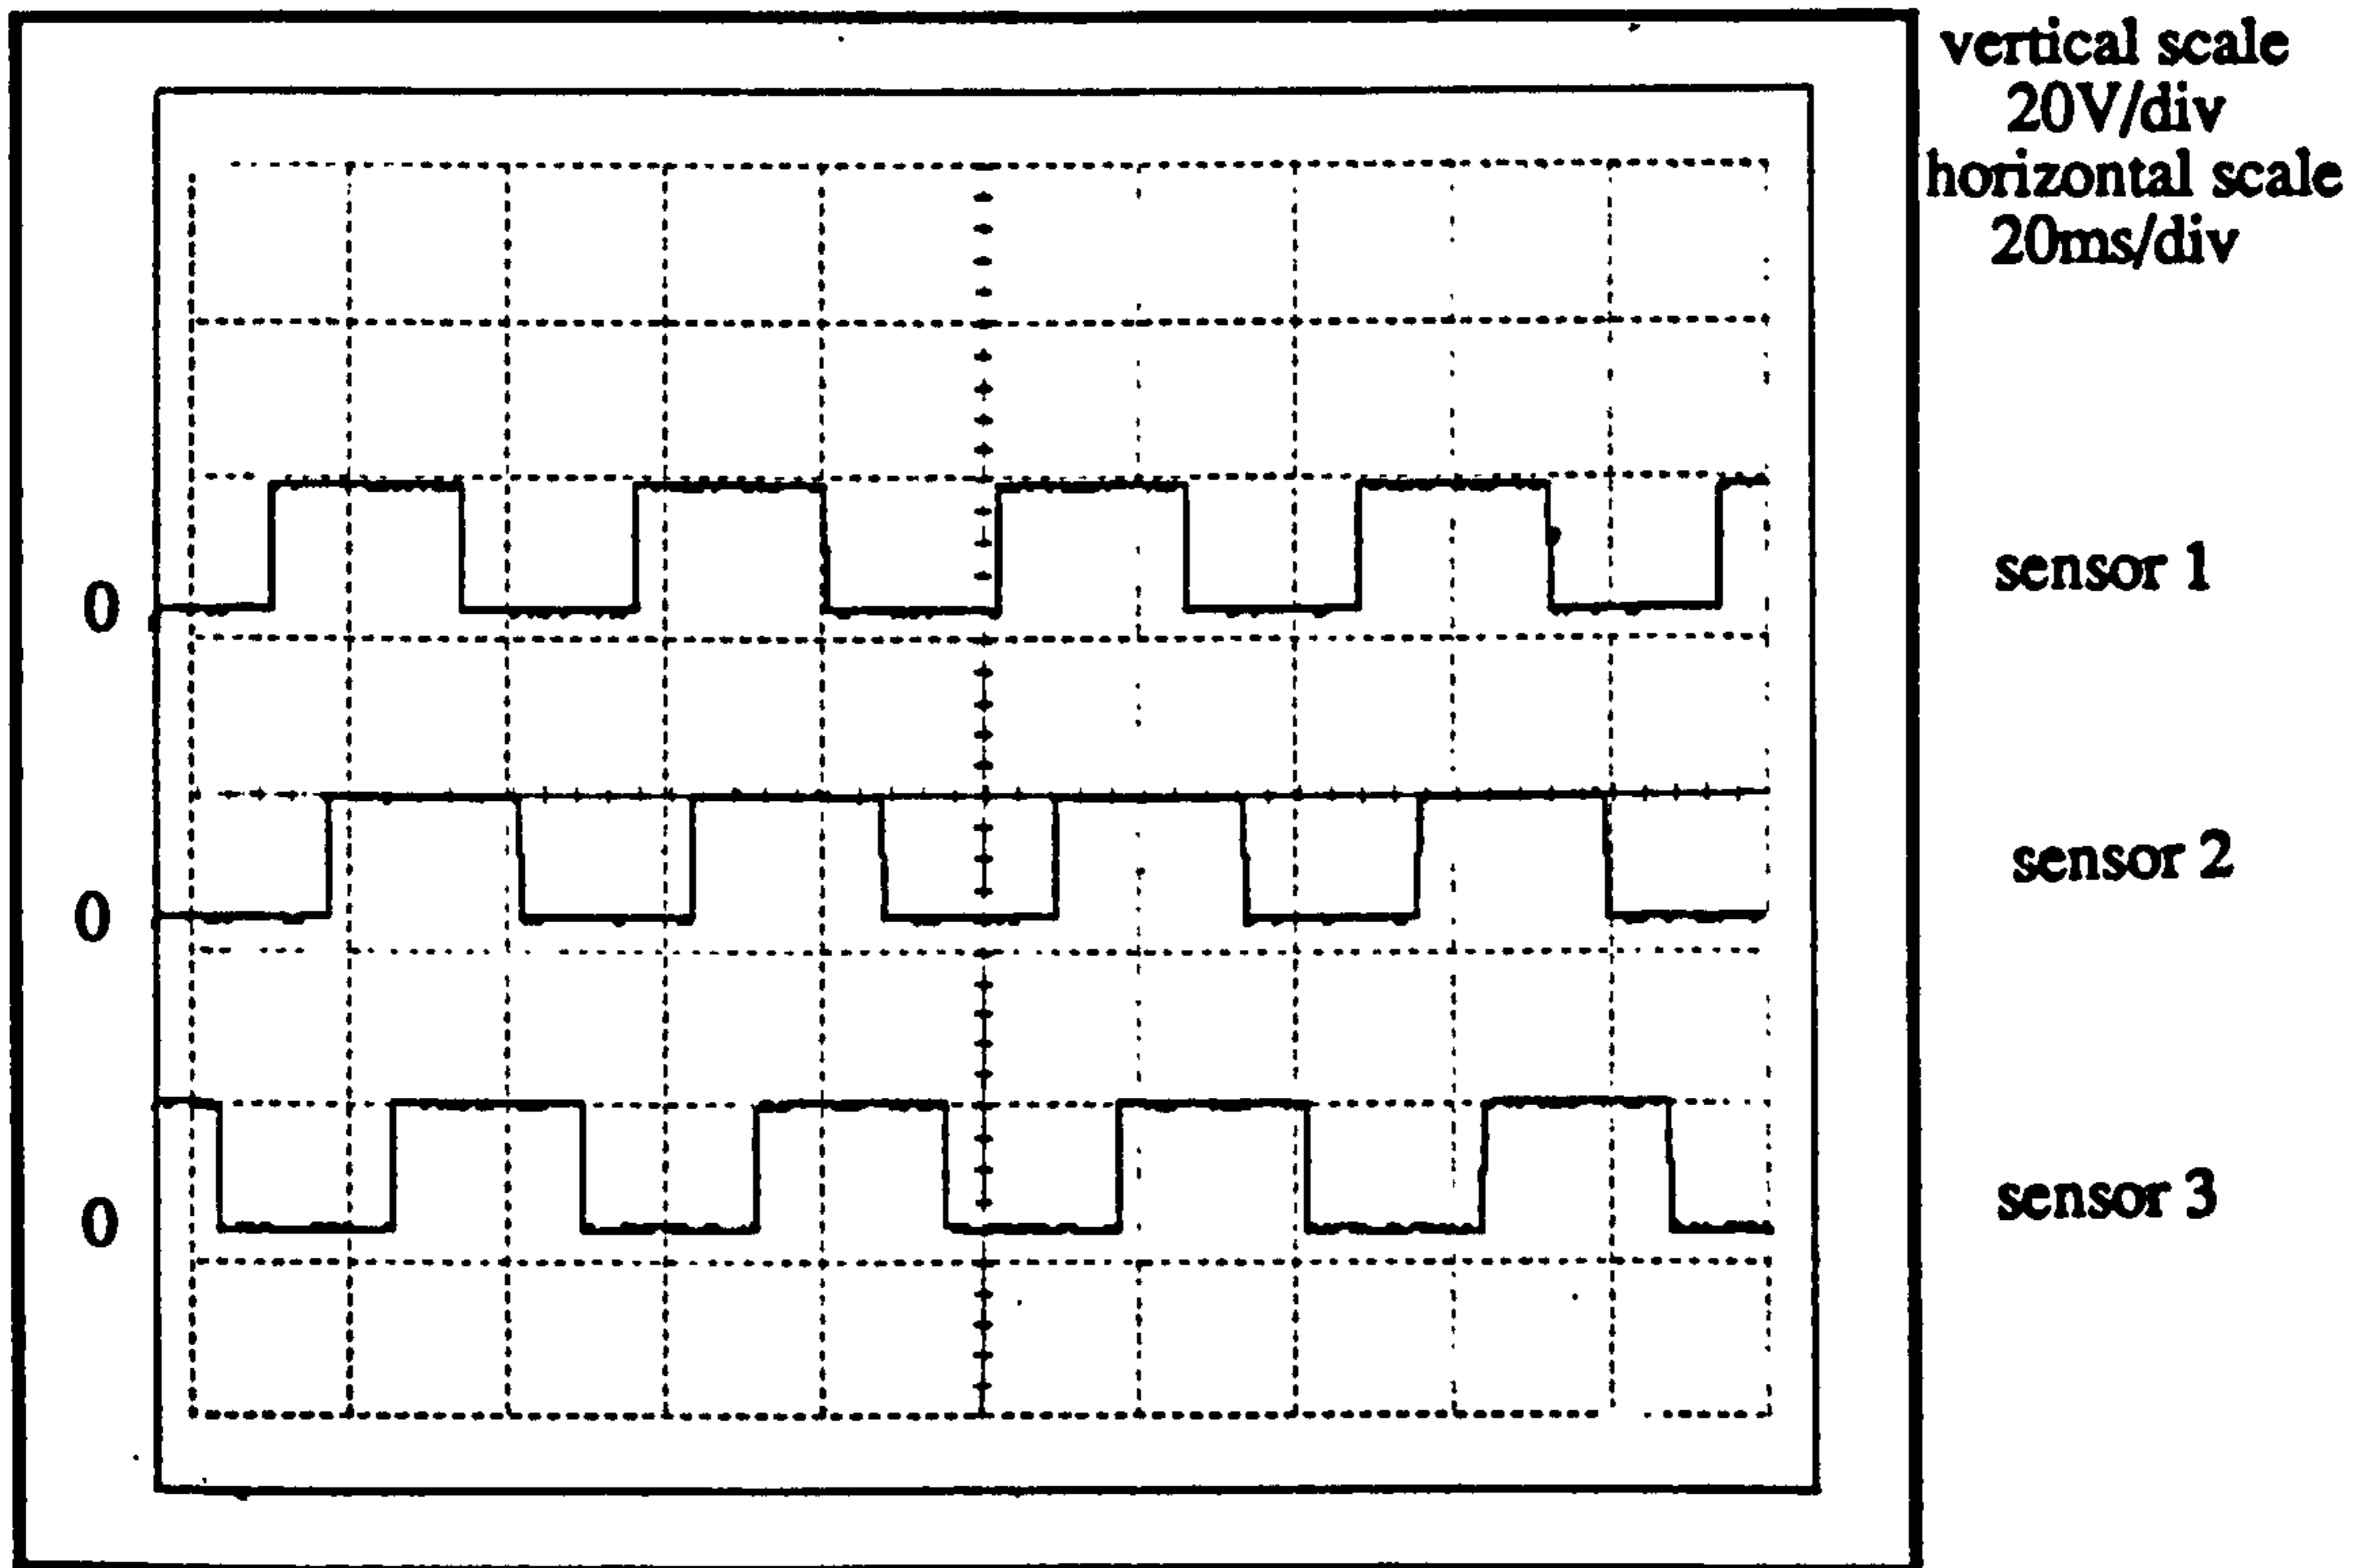 vertical scale
20V/div
horizontal scale
20ms/div
0
sensor 1
0
sensor 2
0
sensor 3